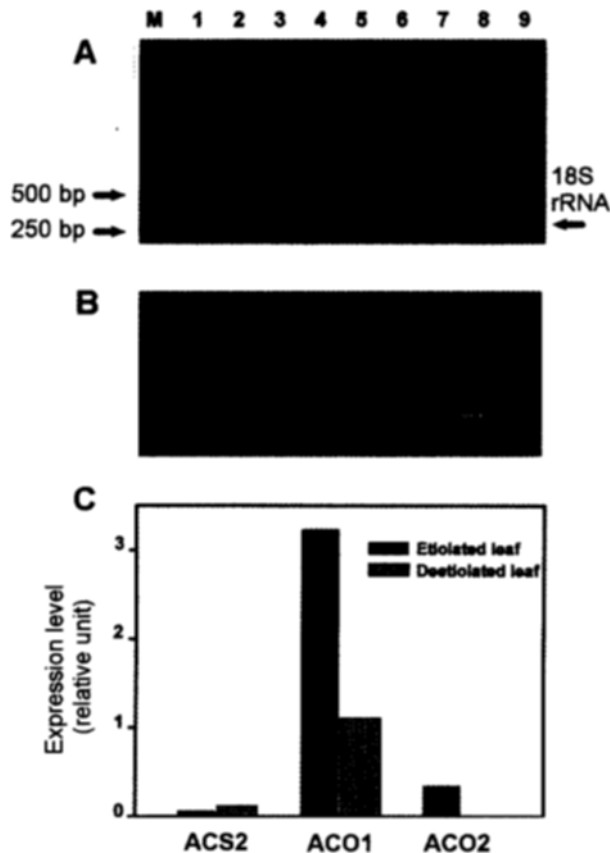 M 1 2 3 4 5 6 7 8 9
A
500 bp
18S
rRNA
250 bp
B
C
Etiolated leaf
Deetiolated leaf
Expression level
(relative unit)
3
2
1
0
ACS2 ACO1 ACO2